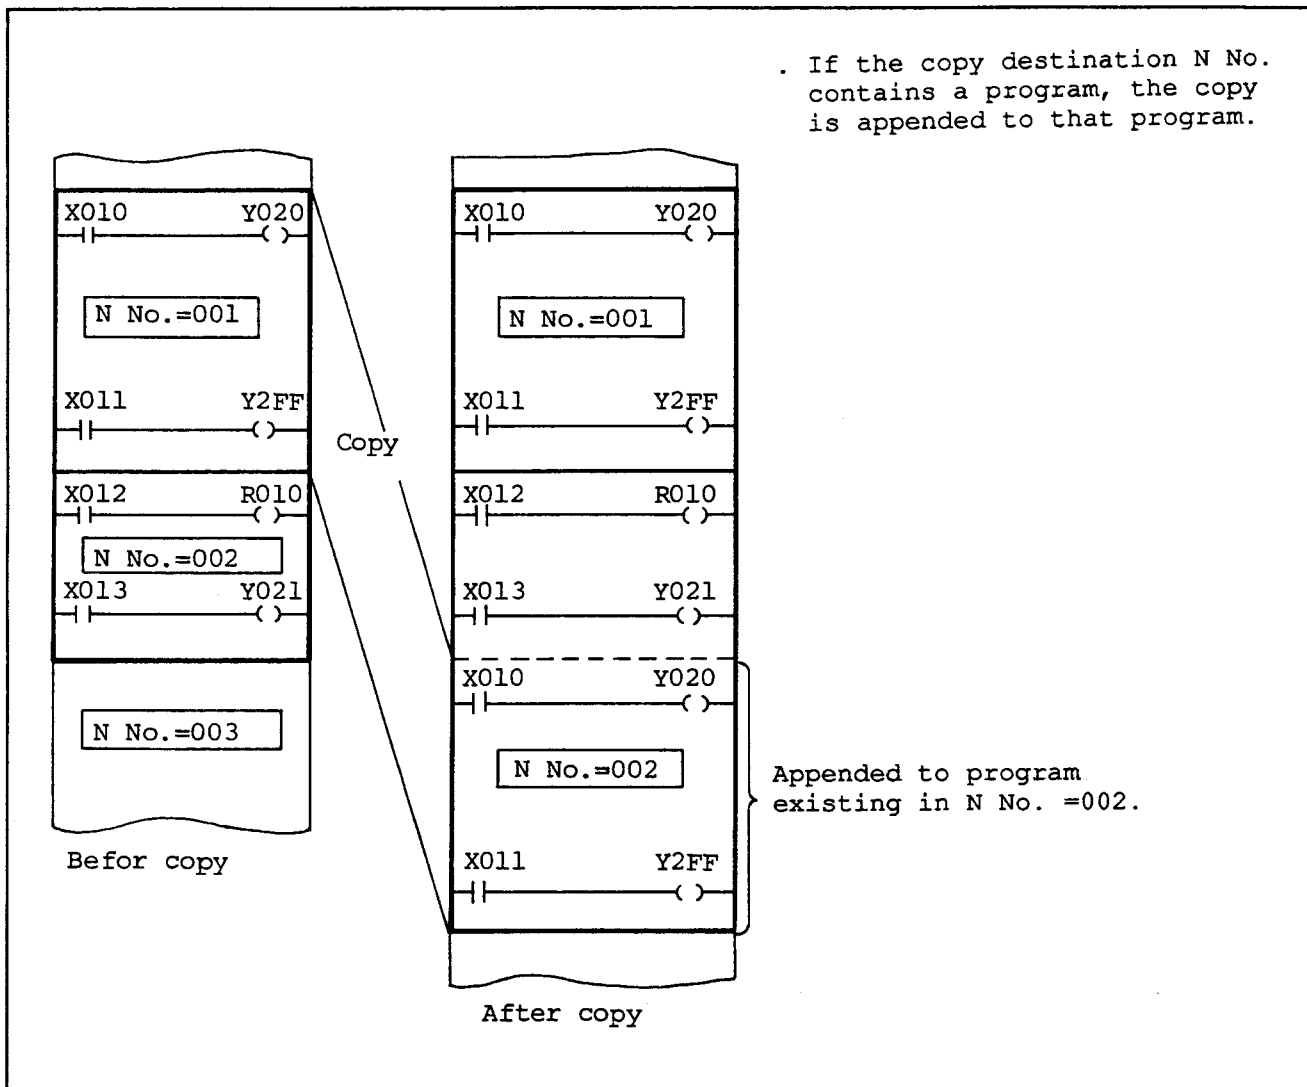 . If the copy destination N No.
contains a program, the copy
is appended to that program.
X010 Y020
N No.=001
X011 Y2FF
X012 R010
N No.=002
X013 Y021
N No.=003
Befor copy
Copy
X010 Y020
N No.=001
X011 Y2FF
X012 R010
X013 Y021
X010 Y020
N No.=002
X011 Y2FF
After copy
Appended to program
existing in N No. =002.